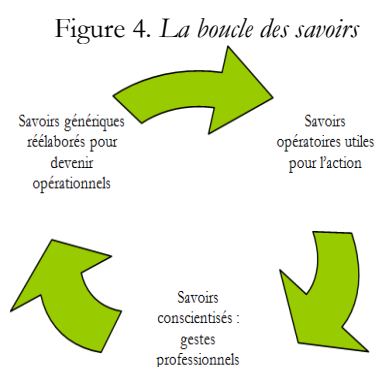 Figure 4. La boucle des savoirs
Savoirs génériques
réélaborés pour
devenir
opérationnels
Savoirs
opératoires utiles
pour l'action
Savoirs
conscientisés :
gestes
professionnels